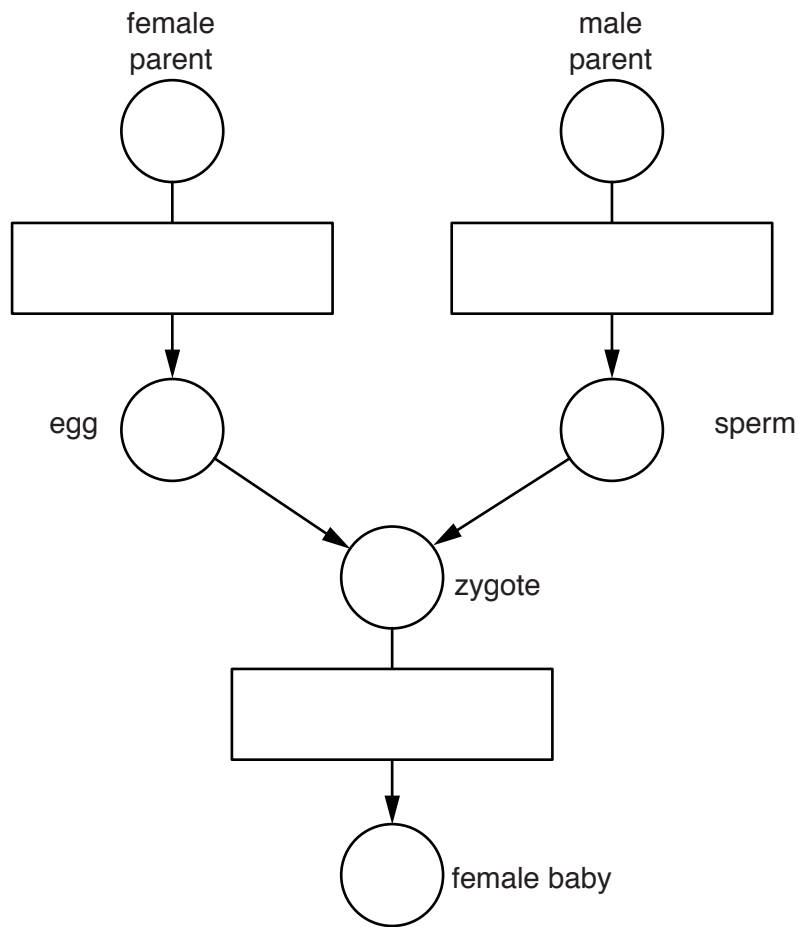 female
parent
male
parent
egg
sperm
zygote
female baby